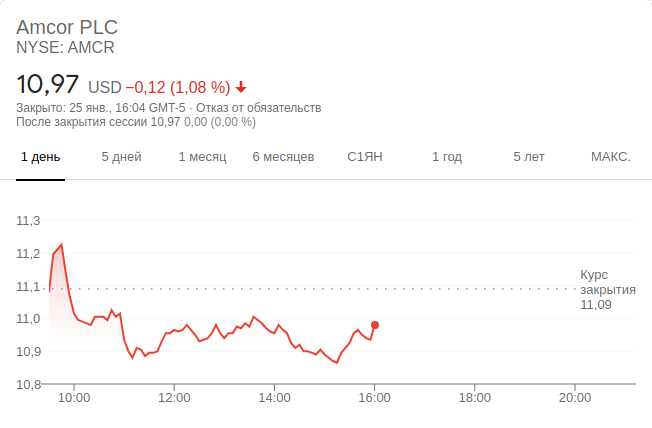 Amcor PLC
NYSE: AMCR
10,97 USD −0,12 (1,08 %)
Закрыто: 25 янв., 16:04 GMT-5 · Отказ от обязательств
После закрытия сессии 10,97 0,00 (0,00 %)
1 день 5 дней 1 месяц 6 месяцев С1ЯН 1 год 5 лет МАКС.
11,3
11,2
11,1
11,0
10,9
10,8
Курс
закрытия
11,09
10:00 12:00 14:00 16:00 18:00 20:00